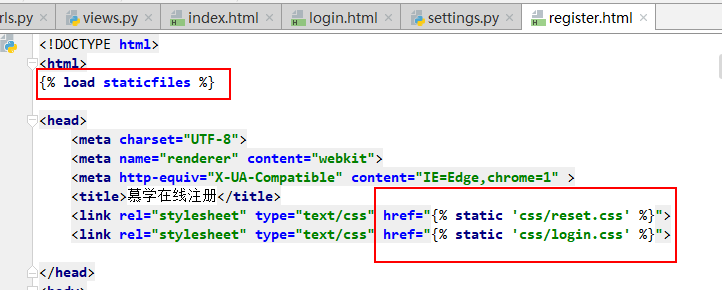 rls.py views.py index.html login.html settings.py register.html
<!DOCTYPE html>
<html>
{% load staticfiles %}
<head>
<meta charset="UTF-8">
<meta name="renderer" content="webkit">
<meta http-equiv="X-UA-Compatible" content="IE=Edge,chrome=1" >
<title>慕学在线注册</title>
<link rel="stylesheet" type="text/css" href="{% static 'css/reset.css' %}">
<link rel="stylesheet" type="text/css" href="{% static 'css/login.css' %}">
</head>
<body>